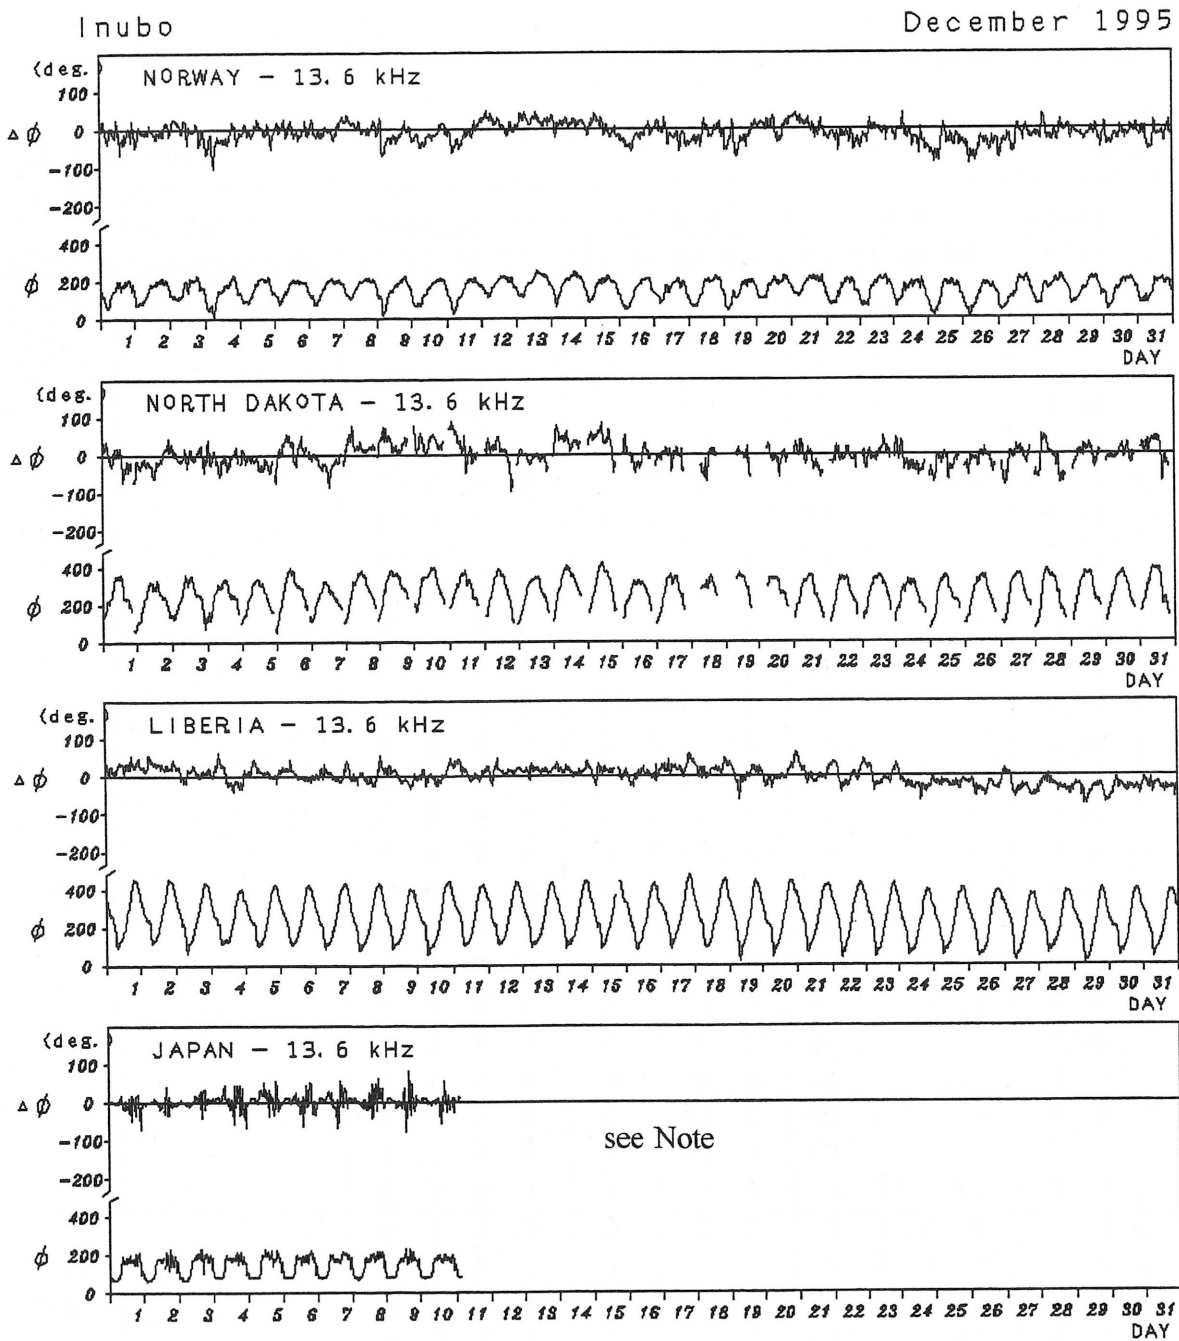 Inubo December 1995
(deg.) NORWAY - 13.6 kHz
100
Δϕ 0
-100
-200
400
ϕ 200
0
1 2 3 4 5 6 7 8 9 10 11 12 13 14 15 16 17 18 19 20 21 22 23 24 25 26 27 28 29 30 31
DAY
(deg.) NORTH DAKOTA - 13.6 kHz
100
Δϕ 0
-100
-200
400
ϕ 200
0
1 2 3 4 5 6 7 8 9 10 11 12 13 14 15 16 17 18 19 20 21 22 23 24 25 26 27 28 29 30 31
DAY
(deg.) LIBERIA - 13.6 kHz
100
Δϕ 0
-100
-200
400
ϕ 200
0
1 2 3 4 5 6 7 8 9 10 11 12 13 14 15 16 17 18 19 20 21 22 23 24 25 26 27 28 29 30 31
DAY
(deg.) JAPAN - 13.6 kHz
100
Δϕ 0
see Note
-100
-200
400
ϕ 200
0
1 2 3 4 5 6 7 8 9 10 11 12 13 14 15 16 17 18 19 20 21 22 23 24 25 26 27 28 29 30 31
DAY